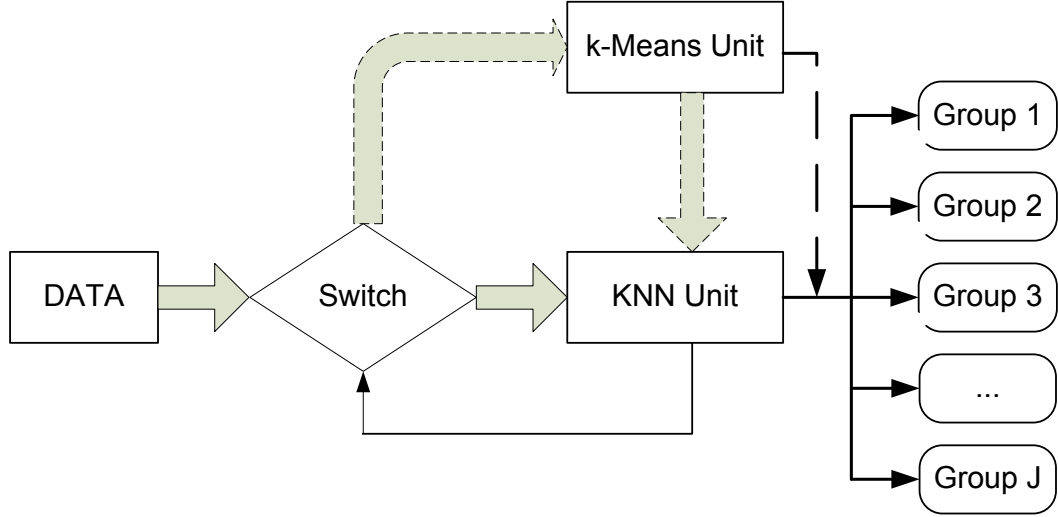 k-Means Unit
DATA
Switch
KNN Unit
Group 1
Group 2
Group 3
...
Group J